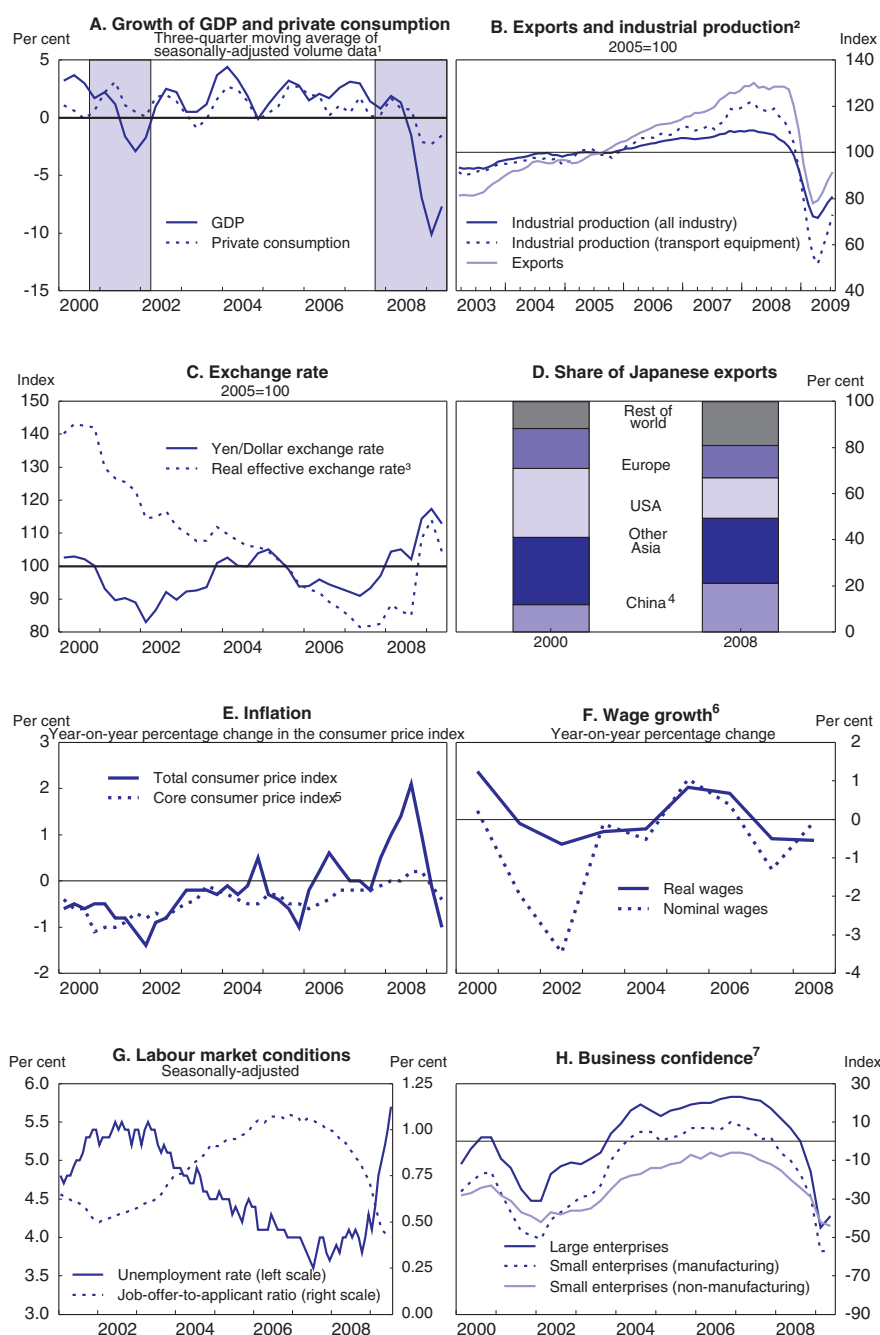 A. Growth of GDP and private consumption
Per cent
Three-quarter moving average of
seasonally-adjusted volume data¹
5
0
-5
-10
-15
GDP
Private consumption
2000 2002 2004 2006 2008
B. Exports and industrial production²
2005=100
Index
140
120
100
80
60
40
Industrial production (all industry)
Industrial production (transport equipment)
Exports
2003 2004 2005 2006 2007 2008 2009
C. Exchange rate
Index
2005=100
150
140
130
120
110
100
90
80
Yen/Dollar exchange rate
Real effective exchange rate³
2000 2002 2004 2006 2008
D. Share of Japanese exports
Per cent
100
80
60
40
20
0
Rest of
world
Europe
USA
Other
Asia
China⁴
2000 2008
E. Inflation
Per cent
Year-on-year percentage change in the consumer price index
3
2
1
0
-1
-2
Total consumer price index
Core consumer price index⁵
2000 2002 2004 2006 2008
F. Wage growth⁶
Per cent
Year-on-year percentage change
2
1
0
-1
-2
-3
-4
Real wages
Nominal wages
2000 2002 2004 2006 2008
G. Labour market conditions
Per cent
Per cent
Seasonally-adjusted
6.0
5.5
5.0
4.5
4.0
3.5
3.0
1.25
1.00
0.75
0.50
0.25
0.00
Unemployment rate (left scale)
Job-offer-to-applicant ratio (right scale)
2002 2004 2006 2008
H. Business confidence⁷
Index
30
10
-10
-30
-50
-70
-90
Large enterprises
Small enterprises (manufacturing)
Small enterprises (non-manufacturing)
2000 2002 2004 2006 2008